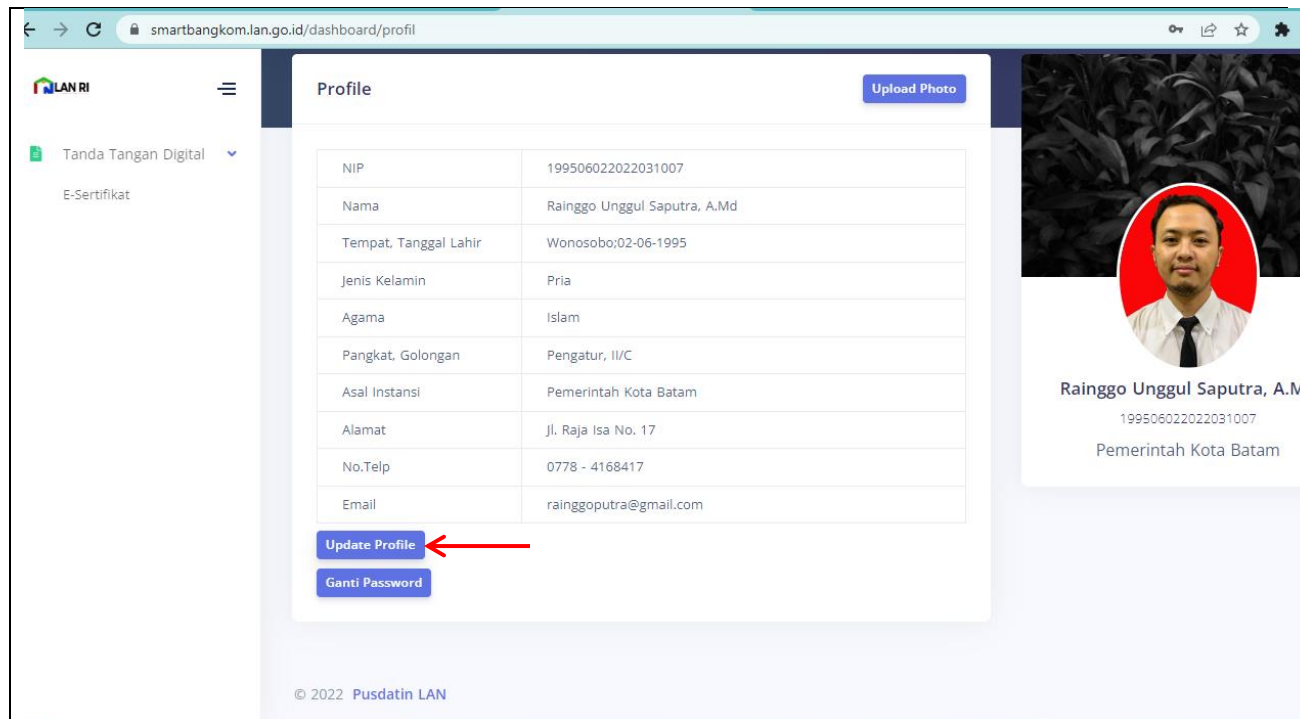 smartbangkom.lan.go.id/dashboard/profil
LAN RI
Tanda Tangan Digital
E-Sertifikat
Profile
Upload Photo
NIP 199506022022031007
Nama Rainggo Unggul Saputra, A.Md
Tempat, Tanggal Lahir Wonosobo;02-06-1995
Jenis Kelamin Pria
Agama Islam
Pangkat, Golongan Pengatur, II/C
Asal Instansi Pemerintah Kota Batam
Alamat Jl. Raja Isa No. 17
No.Telp 0778 - 4168417
Email rainggoputra@gmail.com
Update Profile
Ganti Password
Rainggo Unggul Saputra, A.M
199506022022031007
Pemerintah Kota Batam
© 2022 Pusdatin LAN